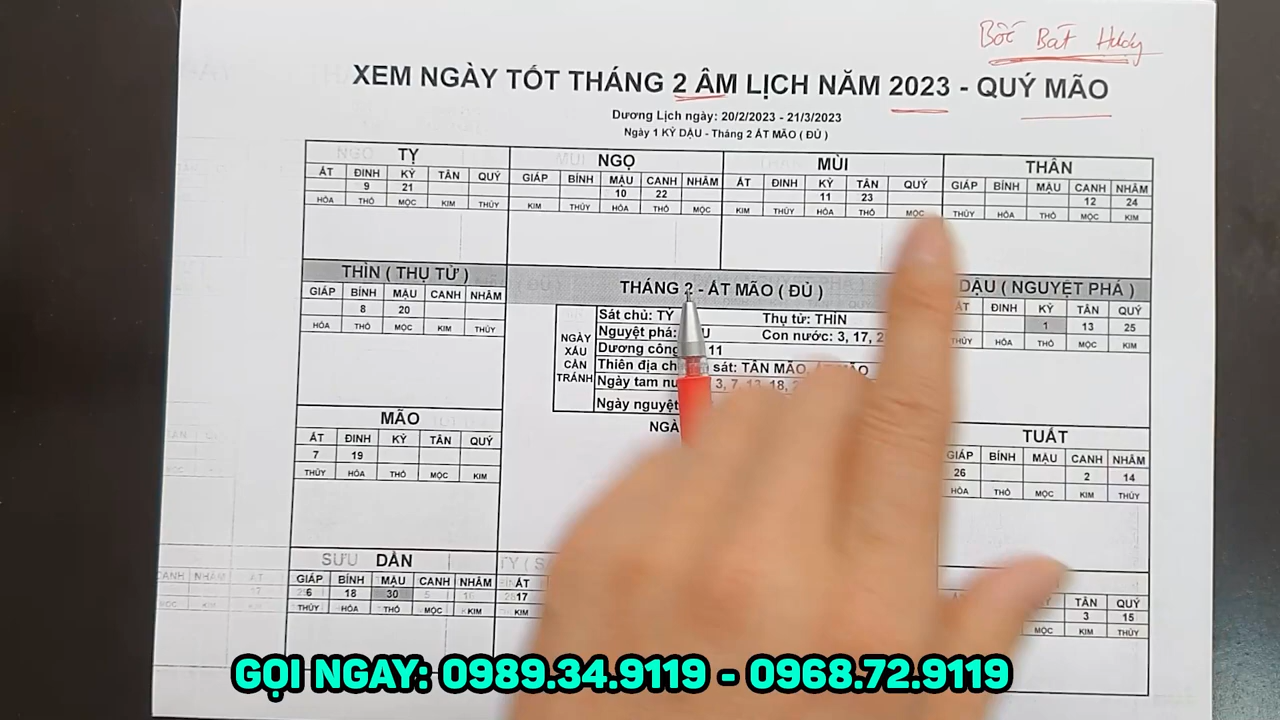 Bốc Bát
XEM NGÀY TỐT THÁNG 2 ÂM LỊCH NĂM 2023 - QUÝ MÃO
Dương Lịch ngày: 20/2/2023 - 21/3/2023
Ngày 1 KỶ DẬU - Tháng 2 ẤT MÃO ( ĐỦ )
TỴ NGỌ MÙI THÂN
ẤT ĐINH KỶ TÂN QUÝ GIÁP BÍNH MẬU CANH NHÂM ẤT ĐINH KỶ TÂN QUÝ GIÁP BÍNH MẬU CANH NHÂM
9 21 10 22 11 23 12 24
HỎA THỔ MỘC KIM THỦY KIM THỦY HỎA THỔ MỘC KIM THỦY HỎA THỔ MỘC THỦY HỎA THỔ MỘC KIM
THÌN ( THỤ TỬ ) THÁNG 2 - ẤT MÃO ( ĐỦ ) DẬU ( NGUYỆT PHÁ )
GIÁP BÍNH MẬU CANH NHÂM ĐINH KỶ TÂN QUÝ
8 20 1 13 25
HỎA THỔ MỘC KIM THỦY HỎA THỔ MỘC KIM
NGÀY XẤU CẦN TRÁNH
Sát chủ: TÝ Thụ tử: THÌN
Nguyệt phá: Con nước: 3, 17,
Dương công 11
Thiên địa sát: TÂN MÃO,
Ngày tam 3, 7, 13, 18,
Ngày nguyệt
MÃO TUẤT
ẤT ĐINH KỶ TÂN QUÝ GIÁP BÍNH MẬU CANH NHÂM
7 19 26 2 14
THỦY HỎA THỔ MỘC KIM HỎA THỔ MỘC KIM THỦY
SỬU DẦN
GIÁP BÍNH MẬU CANH NHÂM ẤT TÂN QUÝ
6 18 30 17 3 15
THỦY HỎA THỔ MỘC KIM KIM MỘC KIM THỦY
GỌI NGAY: 0989.34.9119 - 0968.72.9119